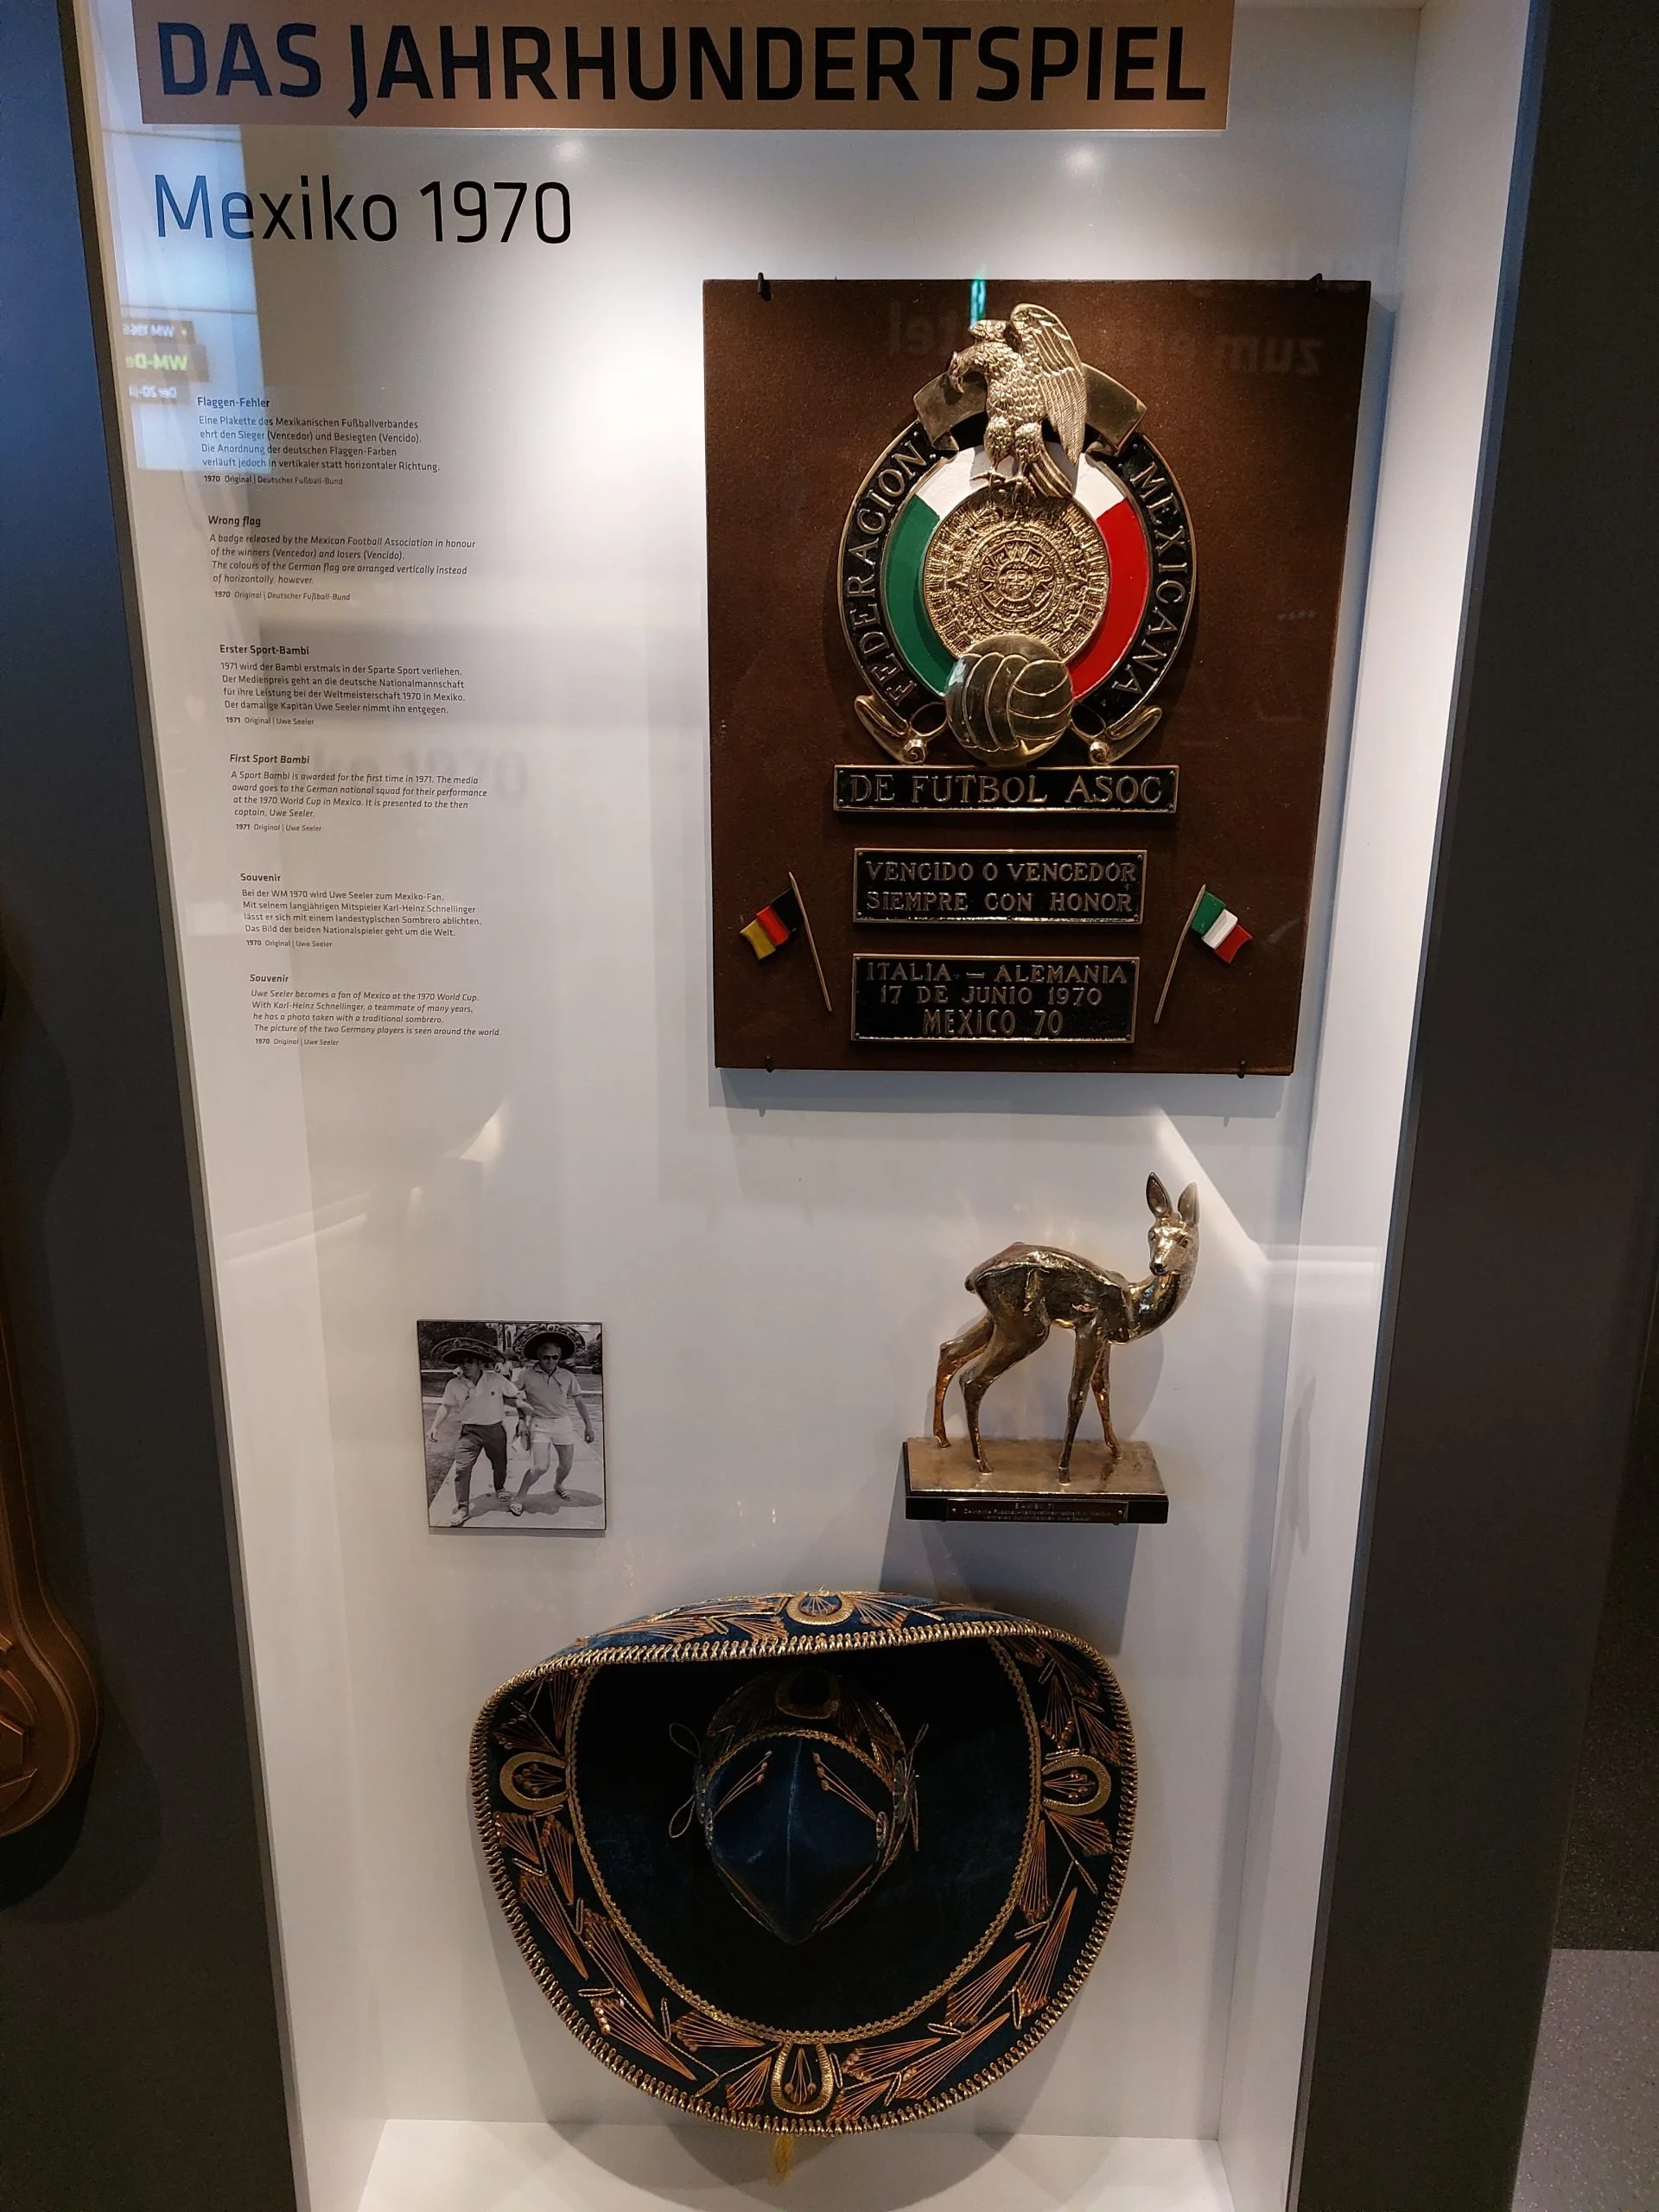 DAS JAHRHUNDERTSPIEL
Mexiko 1970
Flaggen-Fehler
Eine Plakette des Mexikanischen Fußballverbandes
ehrt den Sieger (Vencedor) und Besiegten (Vencido).
Die Anordnung der deutschen Flaggen-Farben
verläuft jedoch in vertikaler statt horizontaler Richtung.
1970 Original | Deutscher Fußball-Bund
Wrong flag
A badge released by the Mexican Football Association in honour
of the winners (Vencedor) and losers (Vencido).
The colours of the German flag are arranged vertically instead
of horizontally, however.
1970 Original | Deutscher Fußball-Bund
Erster Sport-Bambi
1971 wird der Bambi erstmals in der Sparte Sport verliehen.
Der Medienpreis geht an die deutsche Nationalmannschaft
für ihre Leistung bei der Weltmeisterschaft 1970 in Mexiko.
Der damalige Kapitän Uwe Seeler nimmt ihn entgegen.
1971 Original | Uwe Seeler
First Sport Bambi
A Sport Bambi is awarded for the first time in 1971. The media
award goes to the German national squad for their performance
at the 1970 World Cup in Mexico. It is presented to the then
captain, Uwe Seeler.
1971 Original | Uwe Seeler
Souvenir
Bei der WM 1970 wird Uwe Seeler zum Mexiko-Fan.
Mit seinem langjährigen Mitspieler Karl-Heinz Schnellinger
lässt er sich mit einem landestypischen Sombrero ablichten.
Das Bild der beiden Nationalspieler geht um die Welt.
1970 Original | Uwe Seeler
Souvenir
Uwe Seeler becomes a fan of Mexico at the 1970 World Cup.
With Karl-Heinz Schnellinger, a teammate of many years,
he has a photo taken with a traditional sombrero.
The picture of the two Germany players is seen around the world.
1970 Original | Uwe Seeler
FEDERACION MEXICANA
DE FUTBOL ASOC
VENCIDO O VENCEDOR
SIEMPRE CON HONOR
ITALIA - ALEMANIA
17 DE JUNIO 1970
MEXICO 70